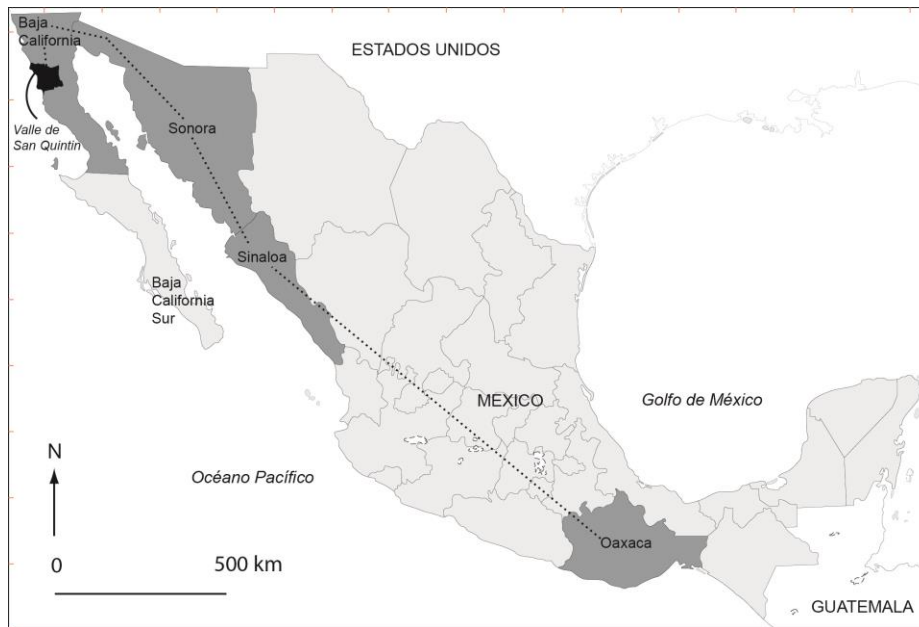 Baja
California
ESTADOS UNIDOS
Valle de
San Quintín
Sonora
Sinaloa
Baja
California
Sur
MEXICO
Golfo de México
N
Océano Pacífico
0
500 km
Oaxaca
GUATEMALA